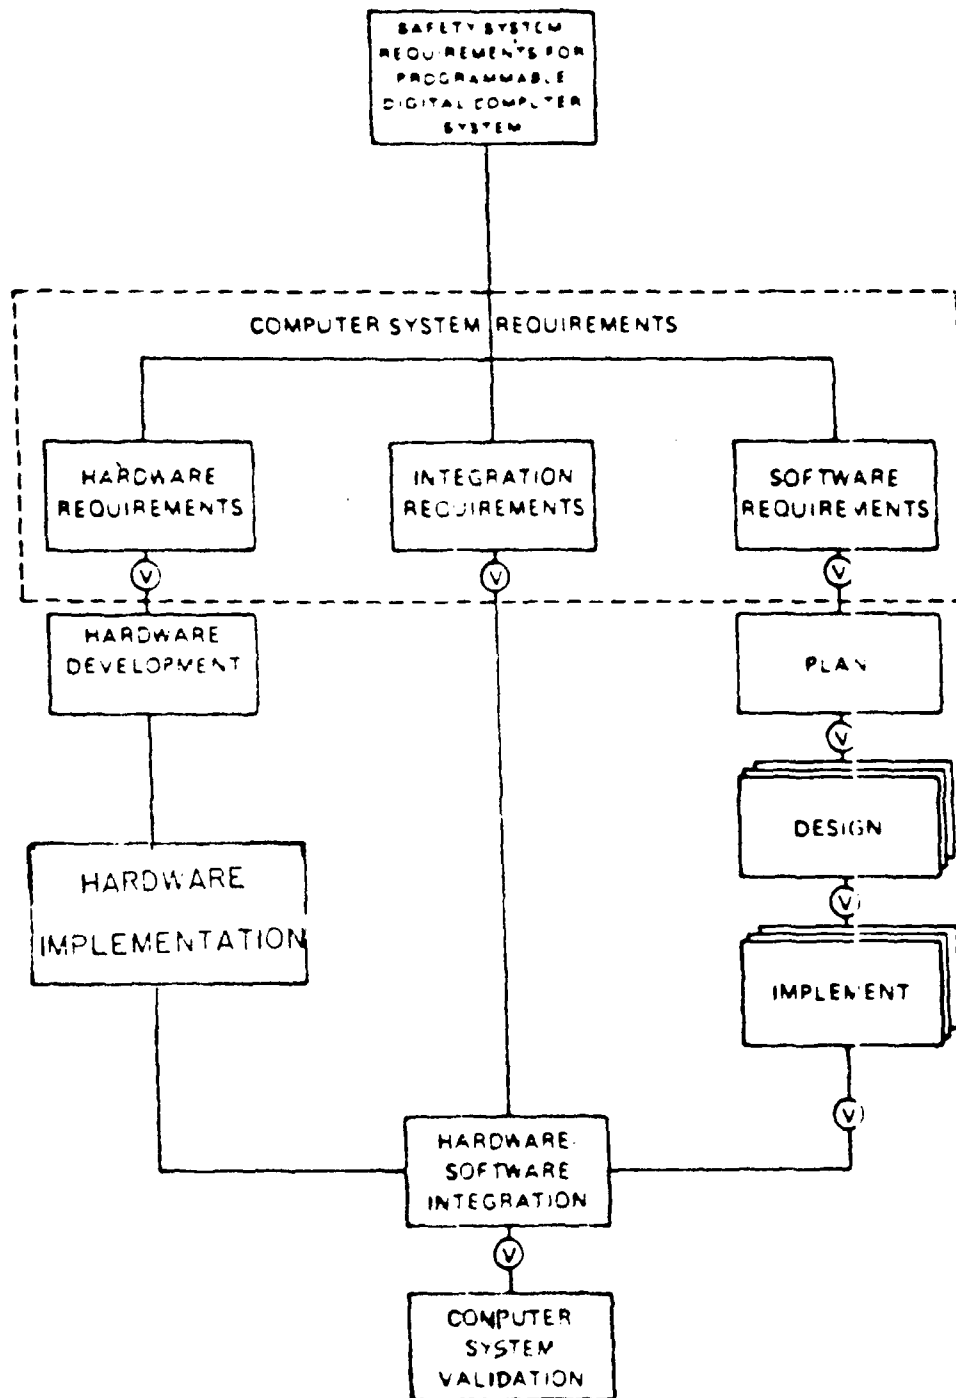 SAFETY SYSTEM
REQUIREMENTS FOR
PROGRAMMABLE
DIGITAL COMPUTER
SYSTEM
COMPUTER SYSTEM REQUIREMENTS
HARDWARE
REQUIREMENTS
INTEGRATION
REQUIREMENTS
SOFTWARE
REQUIREMENTS
V
V
V
HARDWARE
DEVELOPMENT
PLAN
V
DESIGN
HARDWARE
IMPLEMENTATION
V
IMPLEMENT
V
HARDWARE-
SOFTWARE
INTEGRATION
V
COMPUTER
SYSTEM
VALIDATION